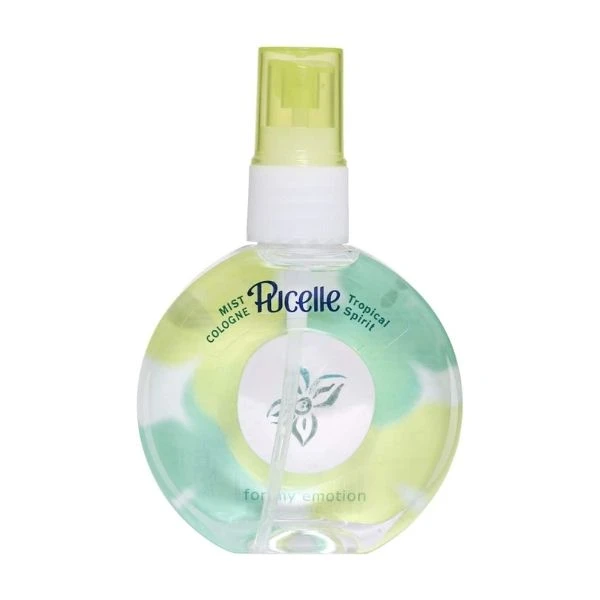 MIST
COLOGNE
Pucelle
Tropical
Spirit
for my emotion